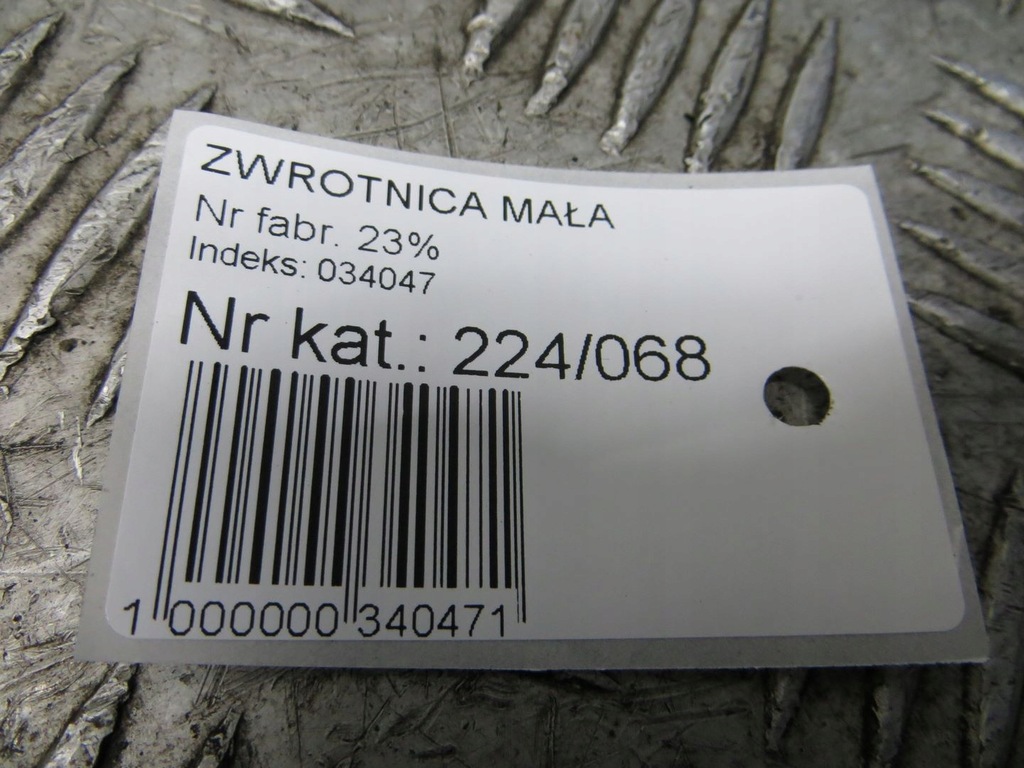 ZWROTNICA MAŁA
Nr fabr. 23%
Indeks: 034047
Nr kat.: 224/068
1 000000 340471